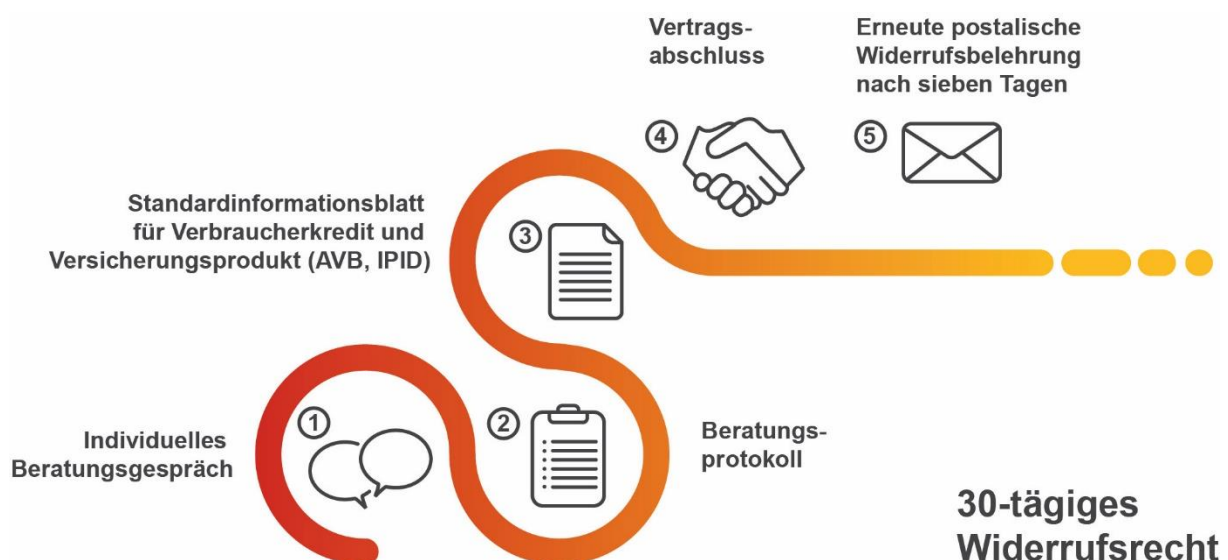 1
Individuelles
Beratungsgespräch
2
Beratungs-
protokoll
3
Standardinformationsblatt
für Verbraucherkredit und
Versicherungsprodukt (AVB, IPID)
4
Vertrags-
abschluss
5
Erneute postalische
Widerrufsbelehrung
nach sieben Tagen
30-tägiges
Widerrufsrecht